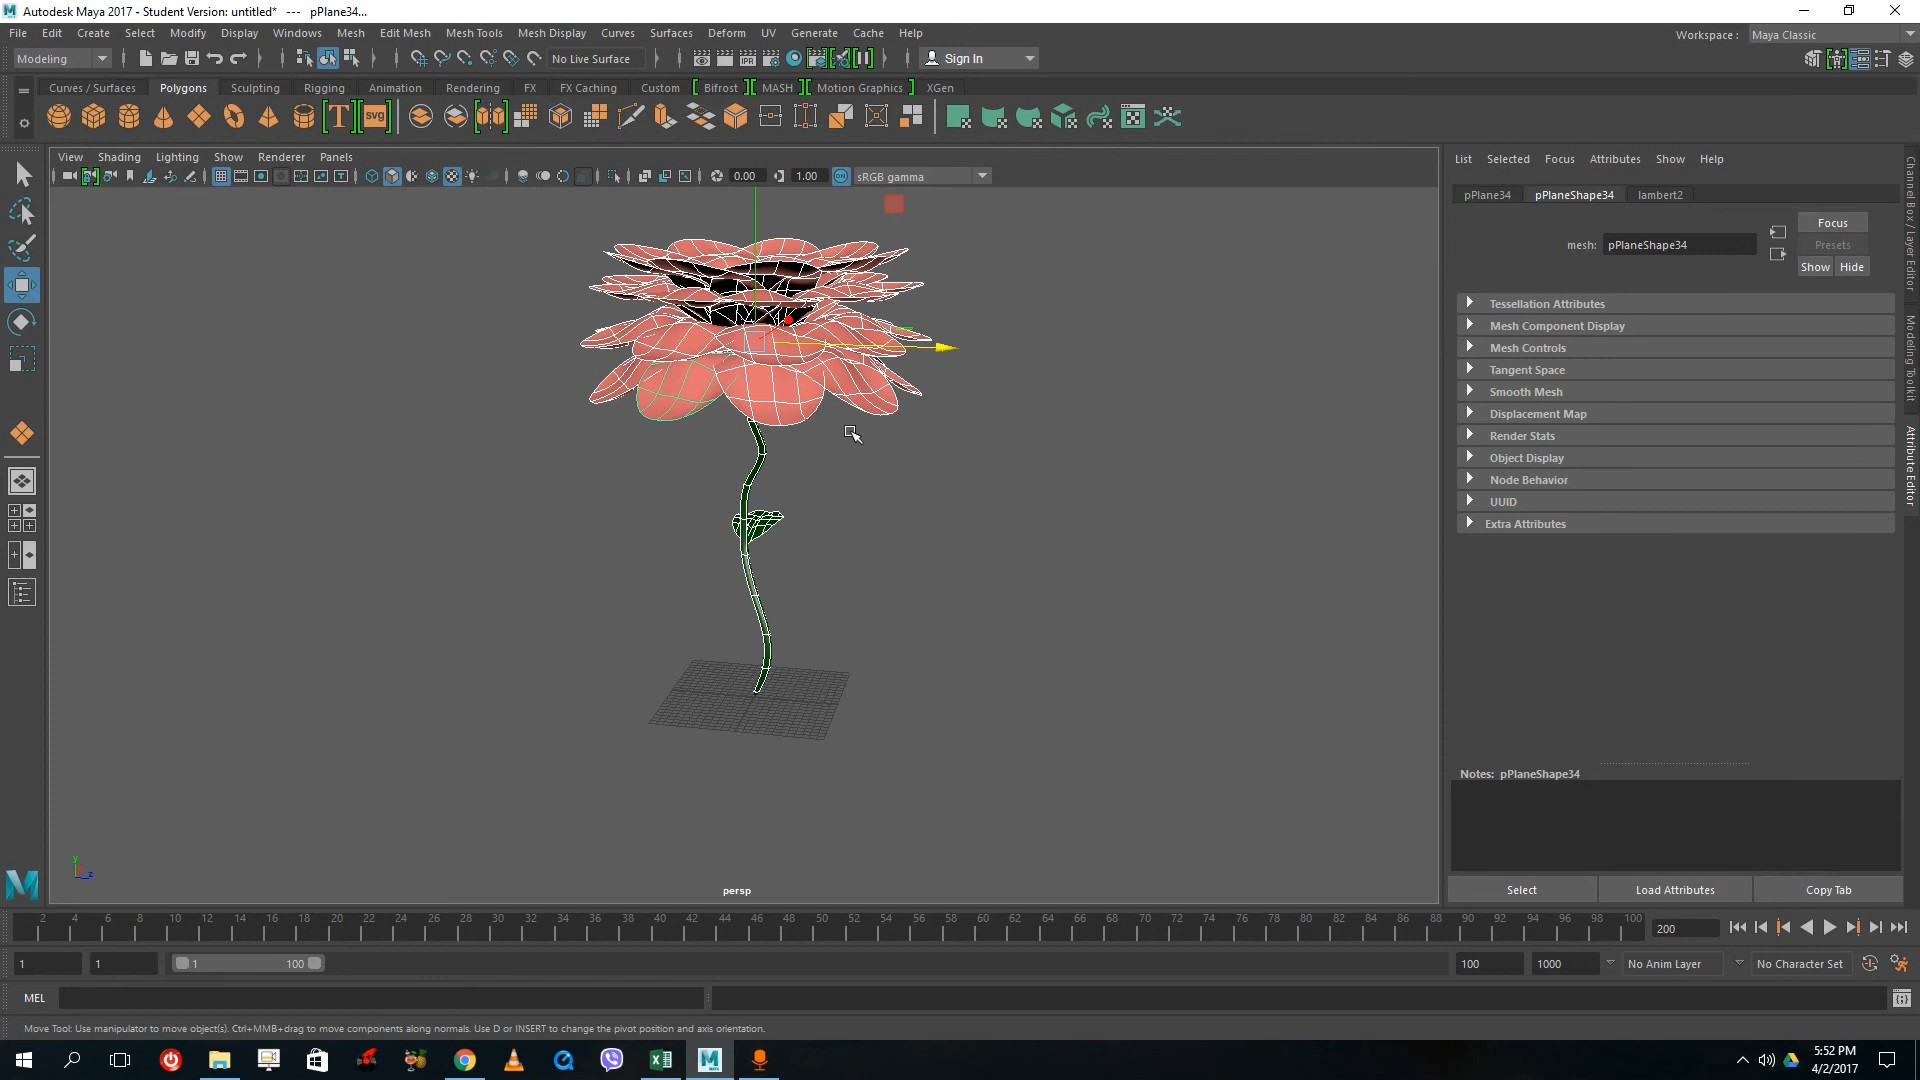 Autodesk Maya 2017 - Student Version: untitled* --- pPlane34...
File Edit Create Select Modify Display Windows Mesh Edit Mesh Mesh Tools Mesh Display Curves Surfaces Deform UV Generate Cache Help
Workspace : Maya Classic
Modeling No Live Surface Sign In
Curves / Surfaces Polygons Sculpting Rigging Animation Rendering FX FX Caching Custom Bifrost MASH Motion Graphics XGen
T SVG
View Shading Lighting Show Renderer Panels
0.00 1.00 ON sRGB gamma
List Selected Focus Attributes Show Help
pPlane34 pPlaneShape34 lambert2
Focus
mesh: pPlaneShape34 Presets
Show Hide
Tessellation Attributes
Mesh Component Display
Mesh Controls
Tangent Space
Smooth Mesh
Displacement Map
Render Stats
Object Display
Node Behavior
UUID
Extra Attributes
Notes: pPlaneShape34
Select Load Attributes Copy Tab
Channel Box / Layer Editor
Modeling Toolkit
Attribute Editor
y
z
persp
2 4 6 8 10 12 14 16 18 20 22 24 26 28 30 32 34 36 38 40 42 44 46 48 50 52 54 56 58 60 62 64 66 68 70 72 74 76 78 80 82 84 86 88 90 92 94 96 98 100 200
1 1 1 100 100 1000 No Anim Layer No Character Set
MEL
Move Tool: Use manipulator to move object(s). Ctrl+MMB+drag to move components along normals. Use D or INSERT to change the pivot position and axis orientation.
5:52 PM
4/2/2017